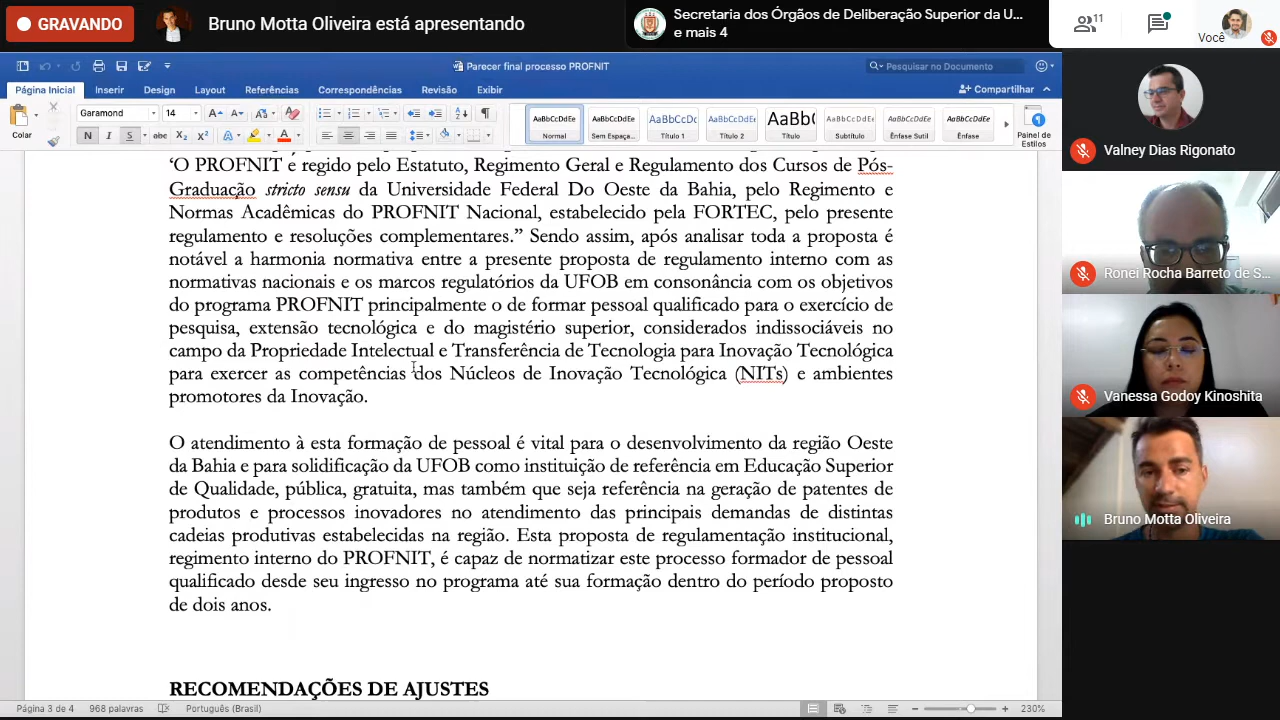 GRAVANDO
Bruno Motta Oliveira está apresentando
Secretaria dos Órgãos de Deliberação Superior da U...
e mais 4
11
Você
Parecer final processo PROFNIT
Pesquisar no Documento
Página Inicial Inserir Design Layout Referências Correspondências Revisão Exibir
Compartilhar
Colar
Garamond 14
AaBbCcDdEe AaBbCcDdEe AaBbCcDc AaBbCcDdEe AaBb( AaBbCcDdEe AaBbCcDdEe AaBbCcDdEe
Normal Sem Espaça... Título 1 Título 2 Título Subtítulo Ênfase Sutil Ênfase
Painel de
Estilos
'O PROFNIT é regido pelo Estatuto, Regimento Geral e Regulamento dos Cursos de Pós-
Graduação stricto sensu da Universidade Federal Do Oeste da Bahia, pelo Regimento e
Normas Acadêmicas do PROFNIT Nacional, estabelecido pela FORTEC, pelo presente
regulamento e resoluções complementares.” Sendo assim, após analisar toda a proposta é
notável a harmonia normativa entre a presente proposta de regulamento interno com as
normativas nacionais e os marcos regulatórios da UFOB em consonância com os objetivos
do programa PROFNIT principalmente o de formar pessoal qualificado para o exercício de
pesquisa, extensão tecnológica e do magistério superior, considerados indissociáveis no
campo da Propriedade Intelectual e Transferência de Tecnologia para Inovação Tecnológica
para exercer as competências dos Núcleos de Inovação Tecnológica (NITs) e ambientes
promotores da Inovação.
O atendimento à esta formação de pessoal é vital para o desenvolvimento da região Oeste
da Bahia e para solidificação da UFOB como instituição de referência em Educação Superior
de Qualidade, pública, gratuita, mas também que seja referência na geração de patentes de
produtos e processos inovadores no atendimento das principais demandas de distintas
cadeias produtivas estabelecidas na região. Esta proposta de regulamentação institucional,
regimento interno do PROFNIT, é capaz de normatizar este processo formador de pessoal
qualificado desde seu ingresso no programa até sua formação dentro do período proposto
de dois anos.
RECOMENDAÇÕES DE AJUSTES
Página 3 de 4 968 palavras Português (Brasil)
230%
Valney Dias Rigonato
Ronei Rocha Barreto de S...
Vanessa Godoy Kinoshita
Bruno Motta Oliveira